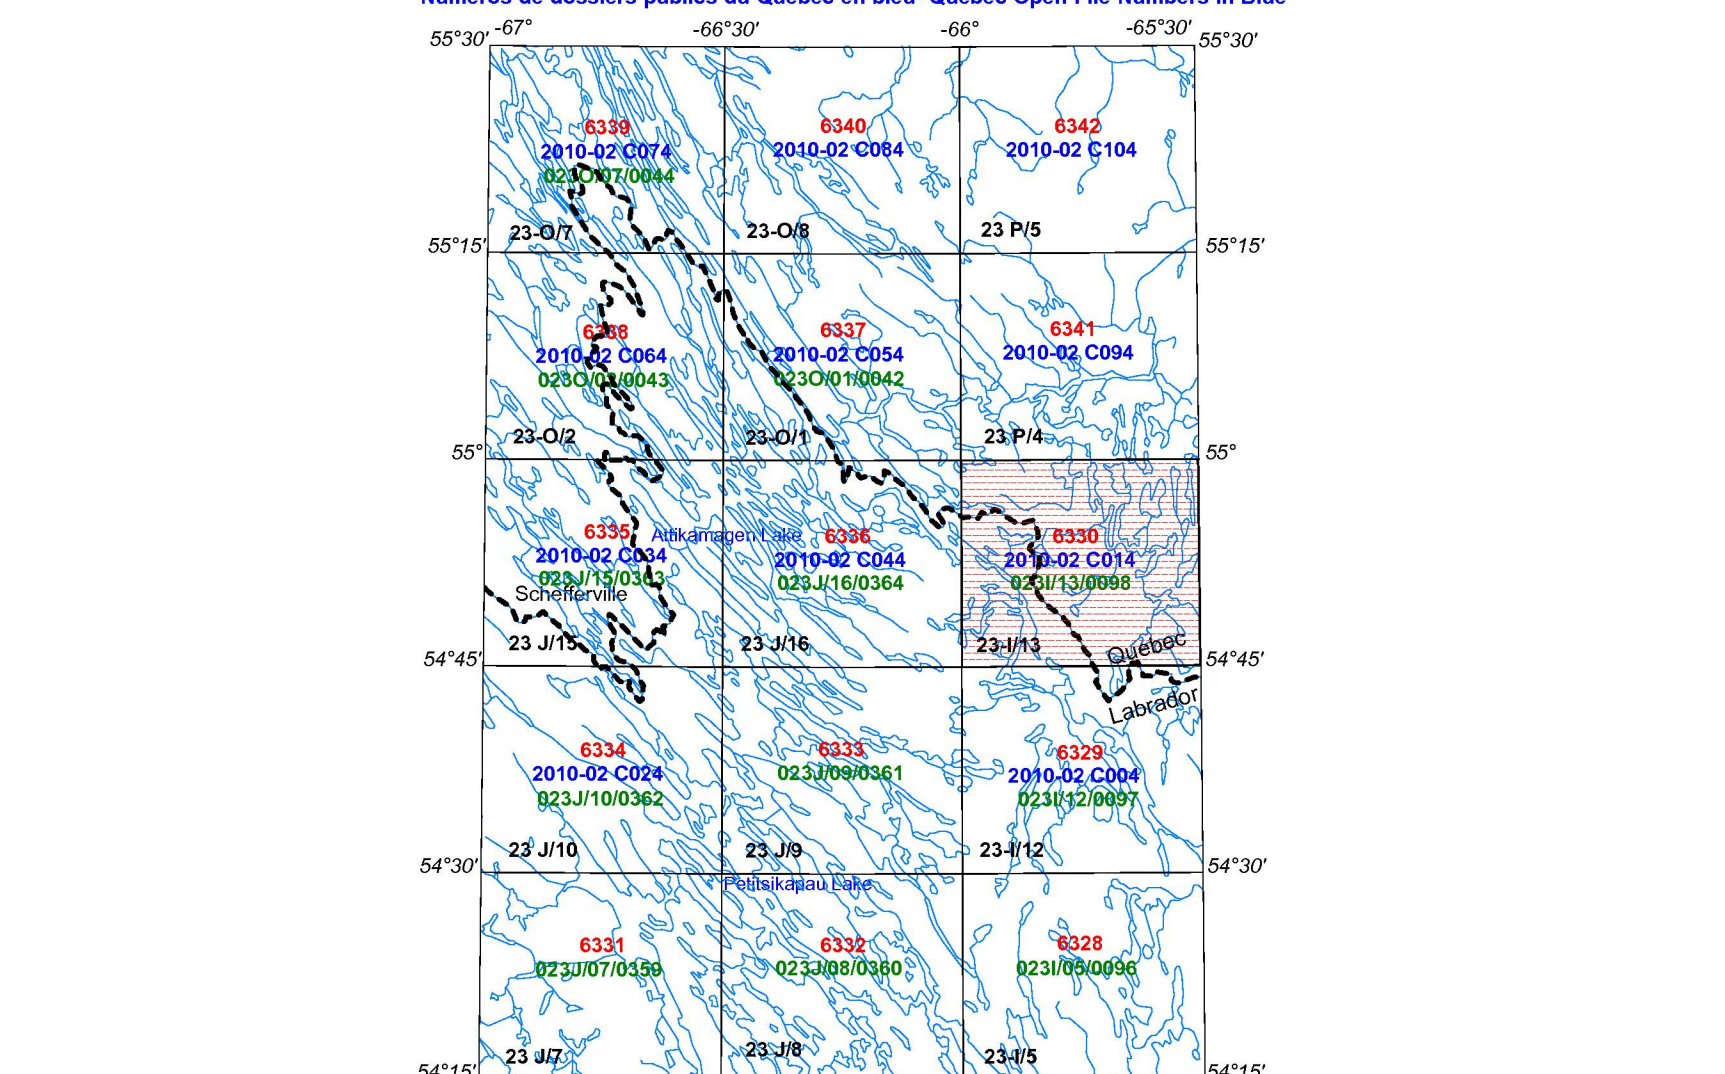 Numéros de dossiers publics du Québec en bleu Quebec Open File Numbers in Blue
-67° -66°30' -66° -65°30'
55°30' 55°30'
6339 6340 6342
2010-02 C074 2010-02 C084 2010-02 C104
023O/07/0044
23-O/7 23-O/8 23 P/5
55°15' 55°15'
6338 6337 6341
2010-02 C064 2010-02 C054 2010-02 C094
023O/02/0043 023O/01/0042
23-O/2 23-O/1 23 P/4
55° 55°
6335 Attikamagen Lake 6336 6330
2010-02 C034 2010-02 C044 2010-02 C014
023J/15/0363 023J/16/0364 023I/13/0098
Schefferville
23 J/15 23 J/16 23-I/13
Quebec
54°45' 54°45'
Labrador
6334 6333 6329
2010-02 C024 023J/09/0361 2010-02 C004
023J/10/0362 023I/12/0097
23 J/10 23 J/9 23-I/12
54°30' 54°30'
Petitsikapau Lake
6331 6332 6328
023J/07/0359 023J/08/0360 023I/05/0096
23 J/7 23 J/8 23-I/5
54°15' 54°15'